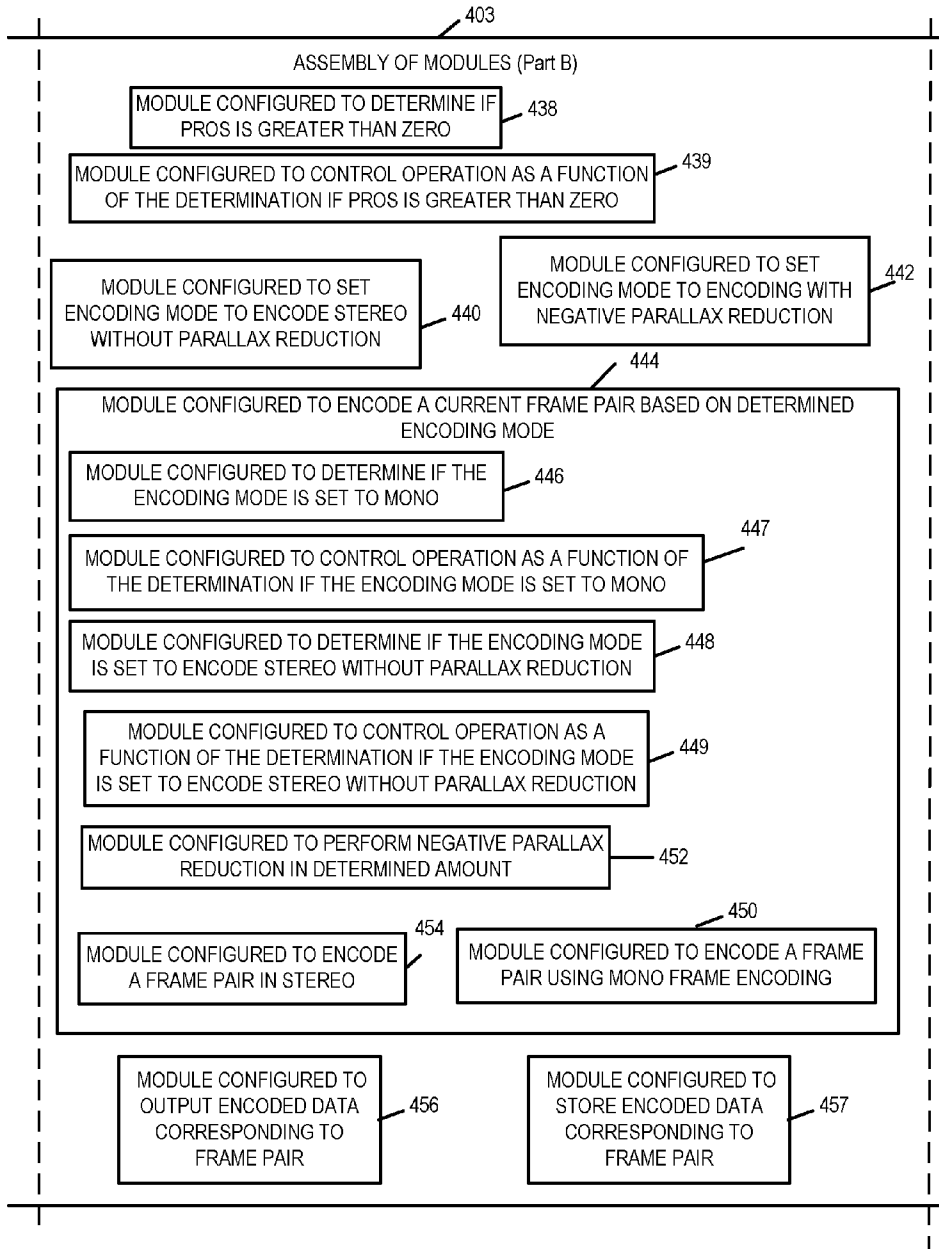 403
ASSEMBLY OF MODULES (Part B)
MODULE CONFIGURED TO DETERMINE IF
PROS IS GREATER THAN ZERO
438
MODULE CONFIGURED TO CONTROL OPERATION AS A FUNCTION
OF THE DETERMINATION IF PROS IS GREATER THAN ZERO
439
MODULE CONFIGURED TO SET
ENCODING MODE TO ENCODE STEREO
WITHOUT PARALLAX REDUCTION
440
MODULE CONFIGURED TO SET
ENCODING MODE TO ENCODING WITH
NEGATIVE PARALLAX REDUCTION
442
444
MODULE CONFIGURED TO ENCODE A CURRENT FRAME PAIR BASED ON DETERMINED
ENCODING MODE
MODULE CONFIGURED TO DETERMINE IF THE
ENCODING MODE IS SET TO MONO
446
447
MODULE CONFIGURED TO CONTROL OPERATION AS A FUNCTION OF
THE DETERMINATION IF THE ENCODING MODE IS SET TO MONO
MODULE CONFIGURED TO DETERMINE IF THE ENCODING MODE
IS SET TO ENCODE STEREO WITHOUT PARALLAX REDUCTION
448
MODULE CONFIGURED TO CONTROL OPERATION AS A
FUNCTION OF THE DETERMINATION IF THE ENCODING MODE
IS SET TO ENCODE STEREO WITHOUT PARALLAX REDUCTION
449
MODULE CONFIGURED TO PERFORM NEGATIVE PARALLAX
REDUCTION IN DETERMINED AMOUNT
452
454
MODULE CONFIGURED TO ENCODE
A FRAME PAIR IN STEREO
450
MODULE CONFIGURED TO ENCODE A FRAME
PAIR USING MONO FRAME ENCODING
MODULE CONFIGURED TO
OUTPUT ENCODED DATA
CORRESPONDING TO
FRAME PAIR
456
MODULE CONFIGURED TO
STORE ENCODED DATA
CORRESPONDING TO
FRAME PAIR
457